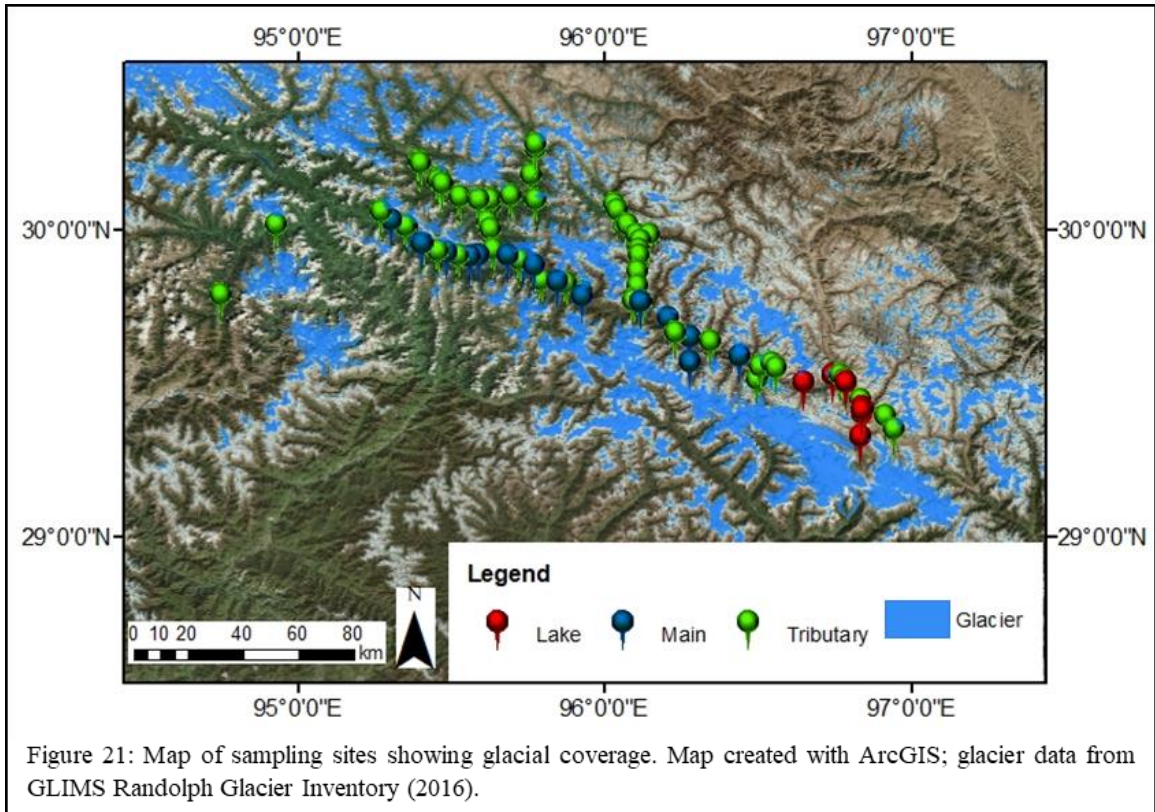 95°0'0"E 96°0'0"E 97°0'0"E
30°0'0"N 30°0'0"N
29°0'0"N 29°0'0"N
Legend
N
0 10 20 40 60 80
km
Lake Main Tributary Glacier
95°0'0"E 96°0'0"E 97°0'0"E
Figure 21: Map of sampling sites showing glacial coverage. Map created with ArcGIS; glacier data from
GLIMS Randolph Glacier Inventory (2016).